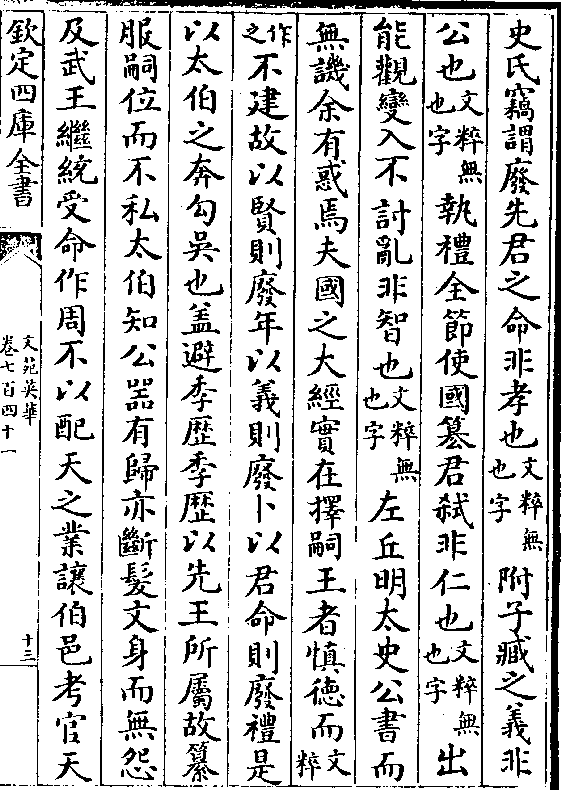 史氏竊謂廢先君之命非孝也文粹無也字附子臧之義非
公也文粹無也字執禮全節使國簒君弑非仁也文粹無也字出
能觀變入不討亂非智也文粹無也字左丘明太史公書而
無譏余有惑焉夫國之大經實在擇嗣王者慎德而文粹
作之不建故以賢則廢年以義則廢卜以君命則廢禮是
以太伯之奔勾吳也盖避季歴季歴以先王所屬故纂
服嗣位而不私太伯知公器有歸亦斷髮文身而無怨
及武王繼統受命作周不以配天之業讓伯邑考官天
欽定四庫全書
文苑英華
卷七百四十一
十三